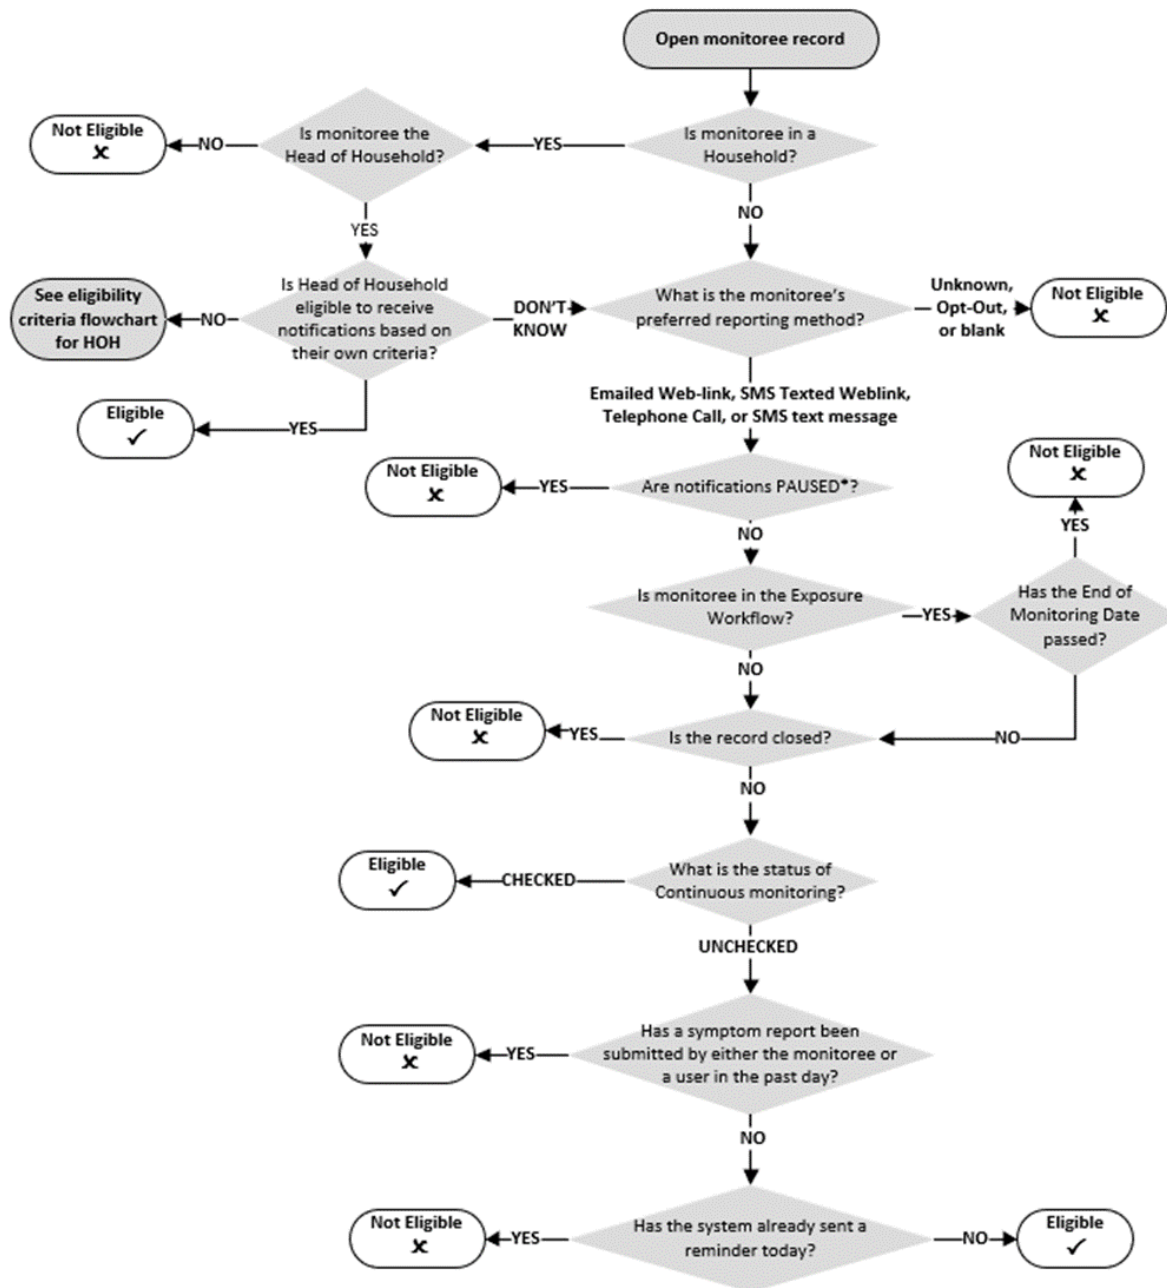 Open monitoree record
Not Eligible
✗
NO
Is monitoree the
Head of Household?
YES
Is monitoree in a
Household?
YES
NO
See eligibility
criteria flowchart
for HOH
NO
Is Head of Household
eligible to receive
notifications based on
their own criteria?
DON'T
KNOW
What is the monitoree's
preferred reporting method?
Unknown,
Opt-Out,
or blank
Not Eligible
✗
Eligible
✓
YES
Emailed Web-link, SMS Texted Weblink,
Telephone Call, or SMS text message
Not Eligible
✗
YES
Are notifications PAUSED*?
NO
Not Eligible
✗
YES
Is monitoree in the Exposure
Workflow?
YES
Has the End of
Monitoring Date
passed?
NO
Not Eligible
✗
YES
Is the record closed?
NO
NO
Eligible
✓
CHECKED
What is the status of
Continuous monitoring?
UNCHECKED
Not Eligible
✗
YES
Has a symptom report been
submitted by either the monitoree or
a user in the past day?
NO
Not Eligible
✗
YES
Has the system already sent a
reminder today?
NO
Eligible
✓